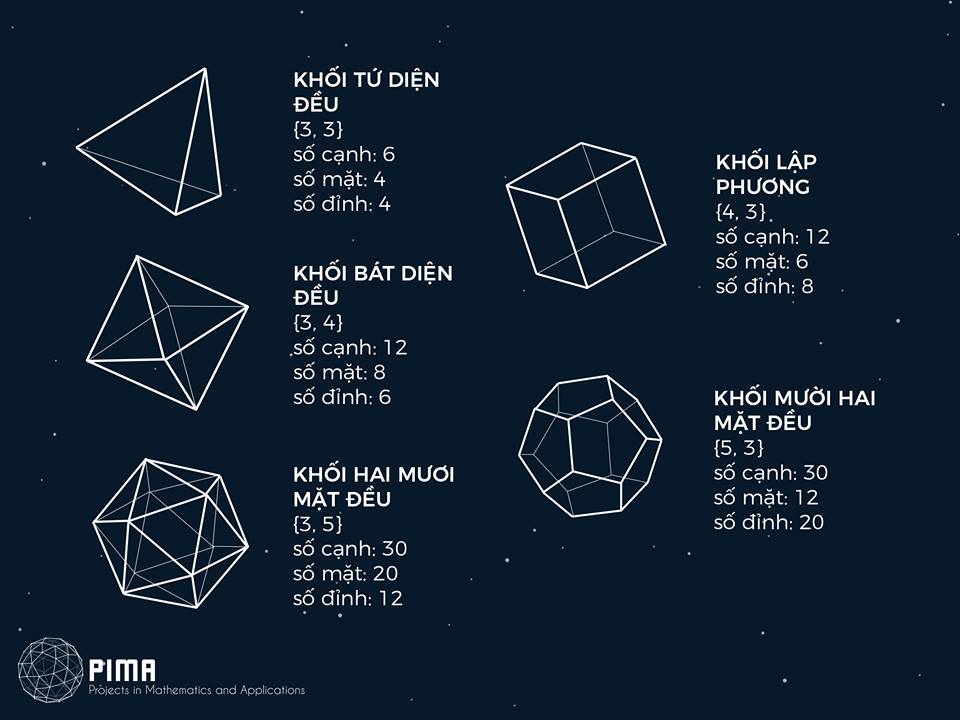 KHỐI TỨ DIỆN
ĐỀU
{3, 3}
số cạnh: 6
số mặt: 4
số đỉnh: 4
KHỐI BÁT DIỆN
ĐỀU
{3, 4}
số cạnh: 12
số mặt: 8
số đỉnh: 6
KHỐI HAI MƯƠI
MẶT ĐỀU
{3, 5}
số cạnh: 30
số mặt: 20
số đỉnh: 12
KHỐI LẬP
PHƯƠNG
{4, 3}
số cạnh: 12
số mặt: 6
số đỉnh: 8
KHỐI MƯỜI HAI
MẶT ĐỀU
{5, 3}
số cạnh: 30
số mặt: 12
số đỉnh: 20
PIMA
Projects in Mathematics and Applications